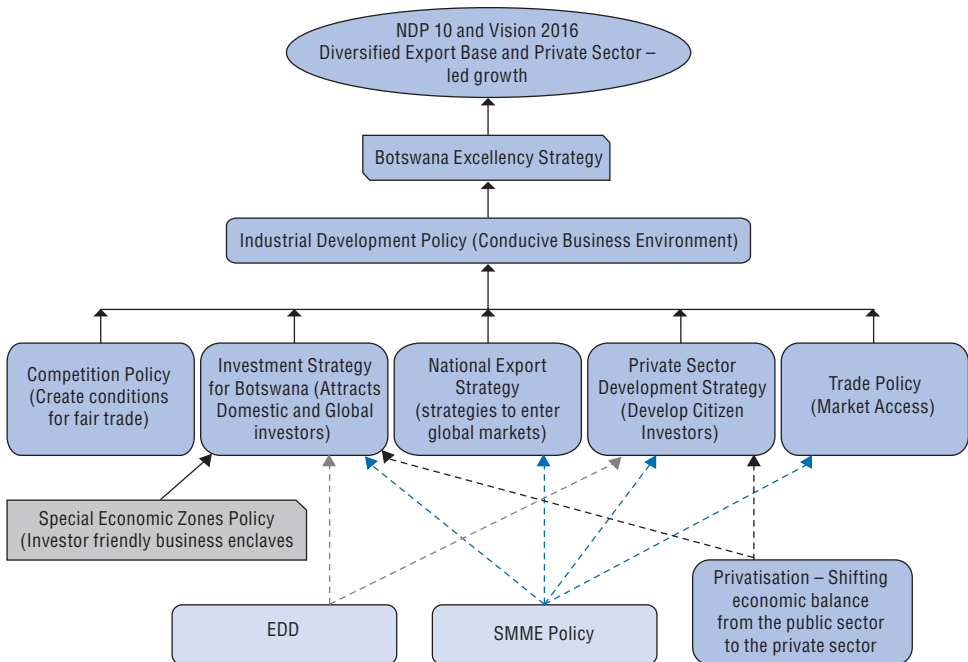 NDP 10 and Vision 2016
Diversified Export Base and Private Sector –
led growth
Botswana Excellency Strategy
Industrial Development Policy (Conducive Business Environment)
Competition Policy
(Create conditions
for fair trade)
Investment Strategy
for Botswana (Attracts
Domestic and Global
investors)
National Export
Strategy
(strategies to enter
global markets)
Private Sector
Development Strategy
(Develop Citizen
Investors)
Trade Policy
(Market Access)
Special Economic Zones Policy
(Investor friendly business enclaves
EDD
SMME Policy
Privatisation – Shifting
economic balance
from the public sector
to the private sector